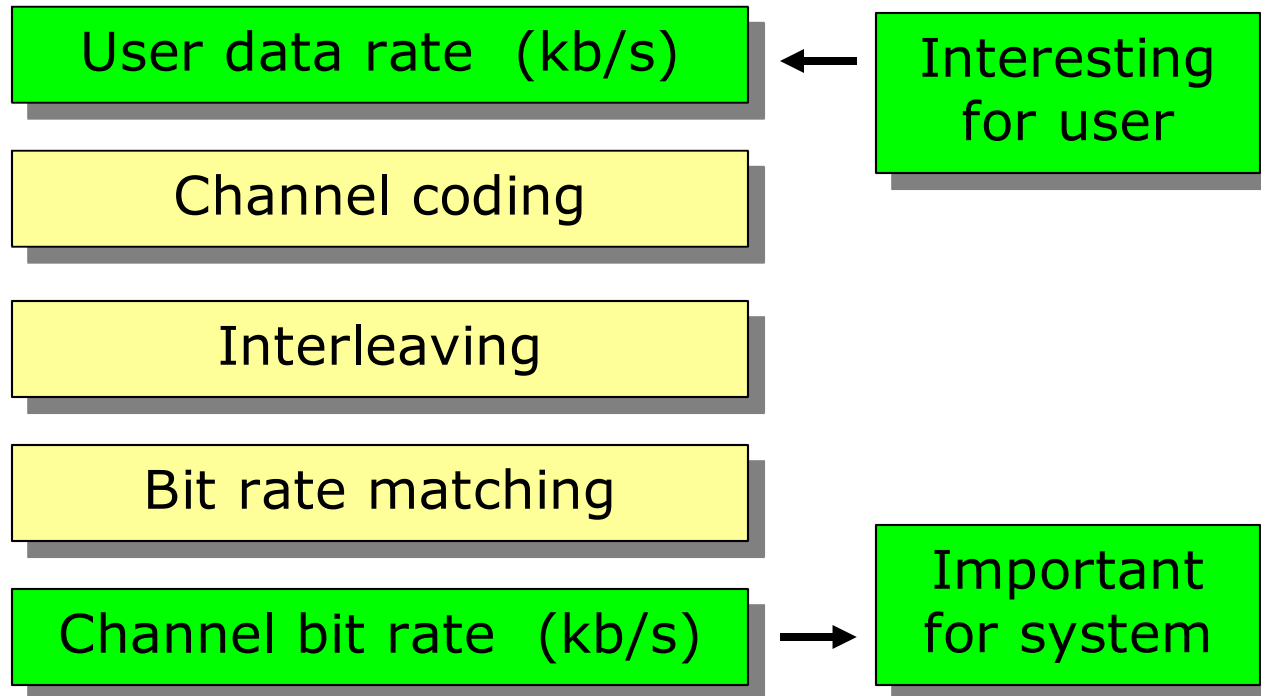 User data rate (kb/s)
Interesting
for user
Channel coding
Interleaving
Bit rate matching
Channel bit rate (kb/s)
Important
for system